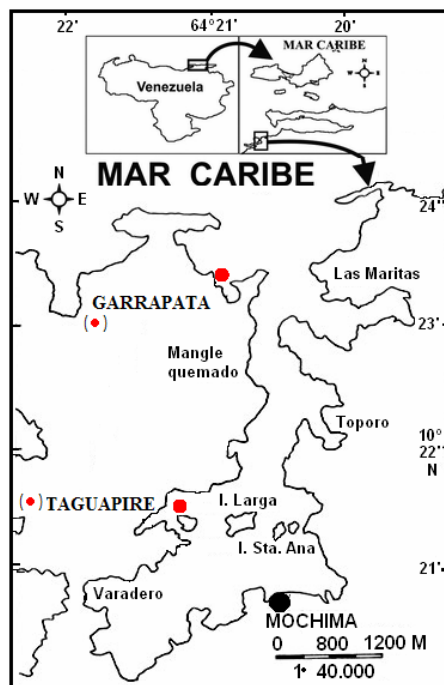 22' 64° 21' 20'
MAR CARIBE
Venezuela
MAR CARIBE
N
W E
S
24'
Las Maritas
GARRAPATA
( )
23'
Mangle
quemado
Toporo
10°
22'
N
( ) TAGUAPIRE
I. Larga
I. Sta. Ana
21'
Varadero
MOCHIMA
0 800 1200 M
1• 40.000